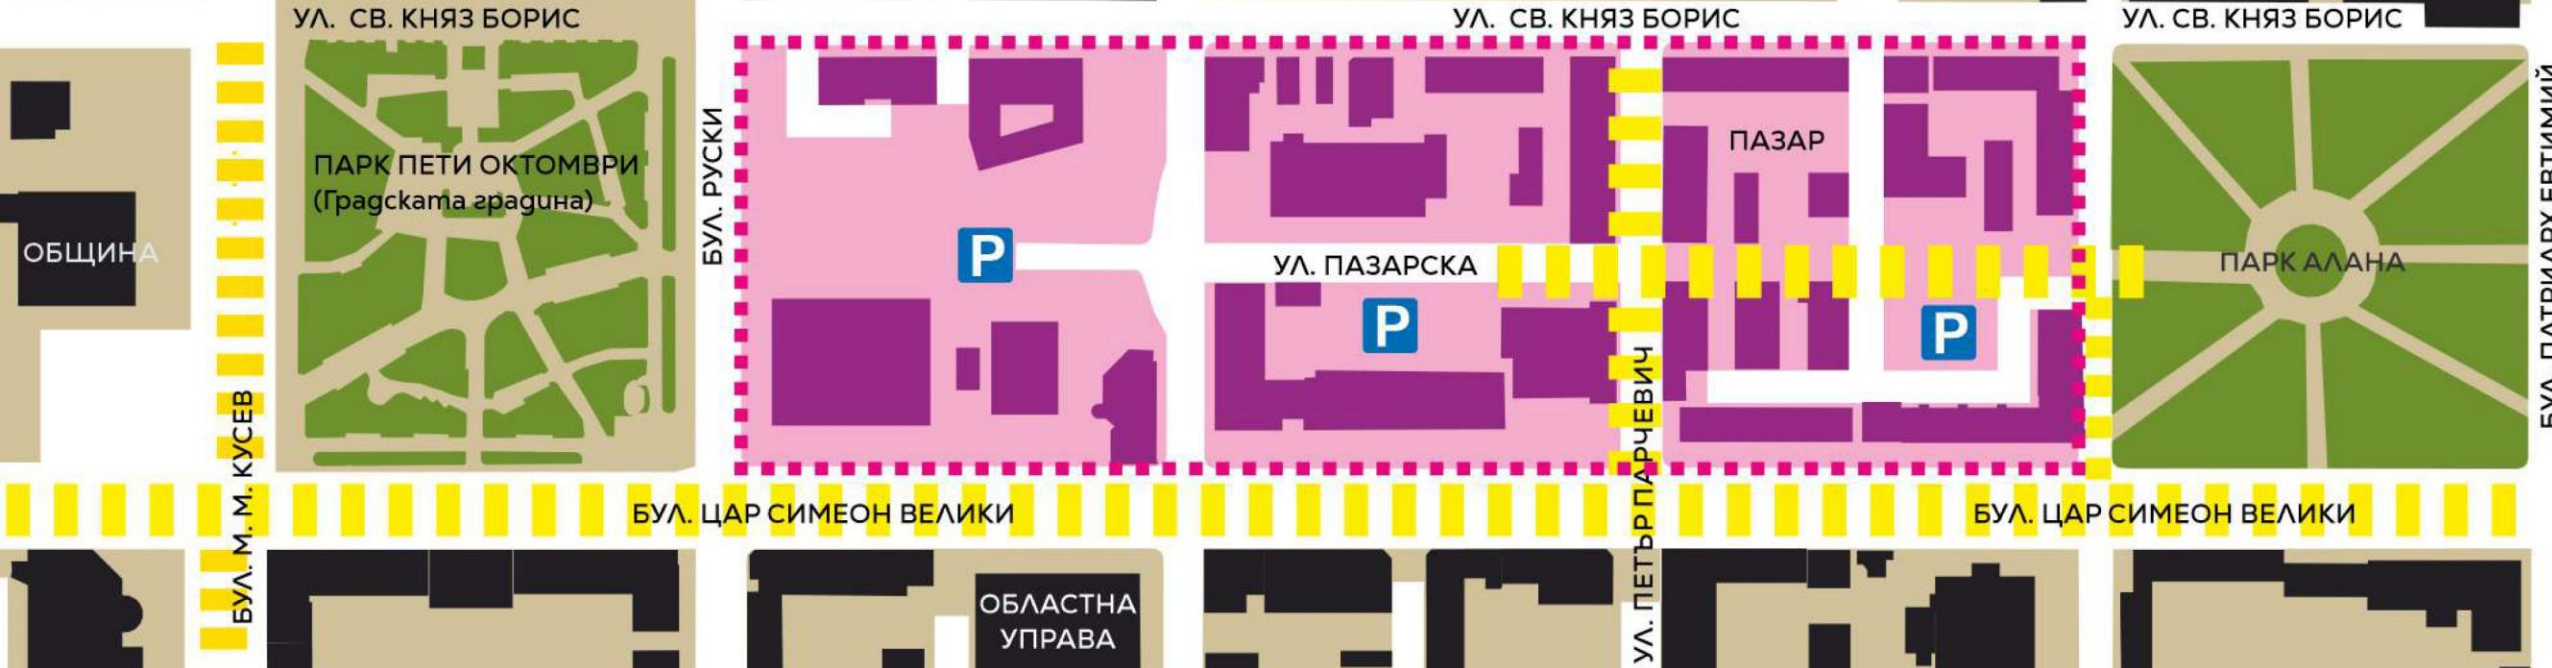 УЛ. СВ. КНЯЗ БОРИС
УЛ. СВ. КНЯЗ БОРИС
УЛ. СВ. КНЯЗ БОРИС
ПАРК ПЕТИ ОКТОМВРИ
(Градската градина)
ОБЩИНА
БУЛ. М. М. КУСЕВ
БУЛ. РУСКИ
P
УЛ. ПАЗАРСКА
P
ПАЗАР
P
УЛ. ПЕТЪР ПАРЧЕВИЧ
ПАРК АЛАНА
БУЛ. ПАТРИАРХ ЕВТИМИЙ
БУЛ. ЦАР СИМЕОН ВЕЛИКИ
БУЛ. ЦАР СИМЕОН ВЕЛИКИ
ОБЛАСТНА
УПРАВА